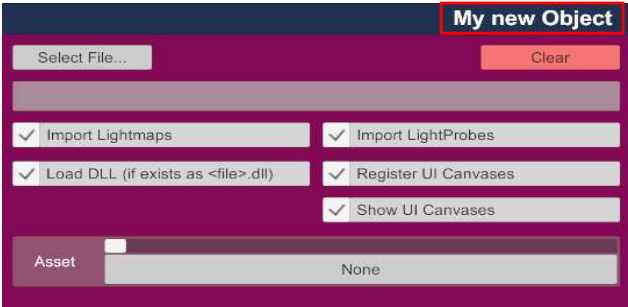 My new Object
Select File...
Clear
Import Lightmaps
Import LightProbes
Load DLL (if exists as <file>.dll)
Register UI Canvases
Show UI Canvases
Asset
None